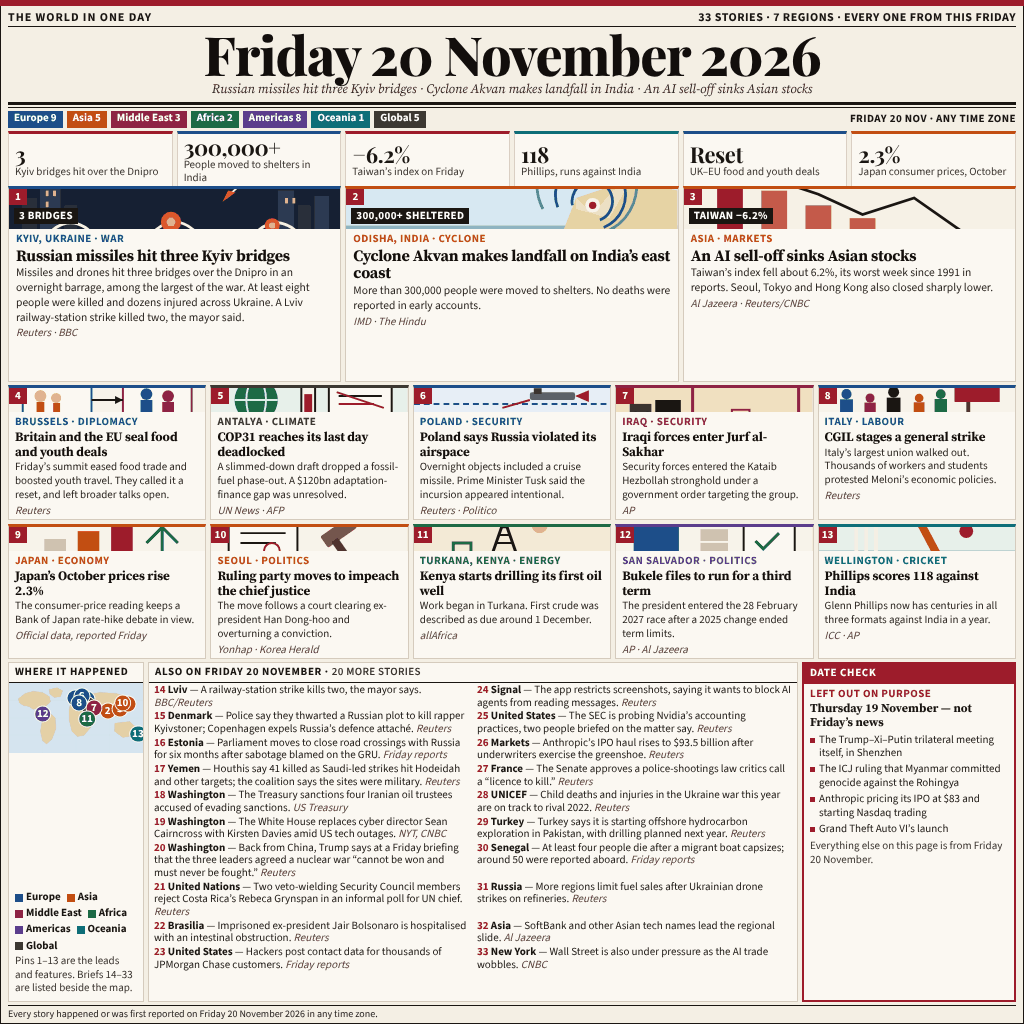 THE WORLD IN ONE DAY
33 STORIES · 7 REGIONS · EVERY ONE FROM THIS FRIDAY
Friday 20 November 2026
Russian missiles hit three Kyiv bridges · Cyclone Akvan makes landfall in India · An AI sell-off sinks Asian stocks
Europe 9
Asia 5
Middle East 3
Africa 2
Americas 8
Oceania 1
Global 5
FRIDAY 20 NOV · ANY TIME ZONE
3
Kyiv bridges hit over the Dnipro
300,000+
People moved to shelters in
India
−6.2%
Taiwan’s index on Friday
118
Phillips, runs against India
Reset
UK–EU food and youth deals
2.3%
Japan consumer prices, October
1
3 BRIDGES
KYIV, UKRAINE · WAR
Russian missiles hit three Kyiv bridges
Missiles and drones hit three bridges over the Dnipro in an
overnight barrage, among the largest of the war. At least eight
people were killed and dozens injured across Ukraine. A Lviv
railway-station strike killed two, the mayor said.
Reuters · BBC
2
300,000+ SHELTERED
ODISHA, INDIA · CYCLONE
Cyclone Akvan makes landfall on India’s east
coast
More than 300,000 people were moved to shelters. No deaths were
reported in early accounts.
IMD · The Hindu
3
TAIWAN −6.2%
ASIA · MARKETS
An AI sell-off sinks Asian stocks
Taiwan’s index fell about 6.2%, its worst week since 1991 in
reports. Seoul, Tokyo and Hong Kong also closed sharply lower.
Al Jazeera · Reuters/CNBC
4
BRUSSELS · DIPLOMACY
Britain and the EU seal food
and youth deals
Friday’s summit eased food trade and
boosted youth travel. They called it a
reset, and left broader talks open.
Reuters
5
ANTALYA · CLIMATE
COP31 reaches its last day
deadlocked
A slimmed-down draft dropped a fossil-
fuel phase-out. A $120bn adaptation-
finance gap was unresolved.
UN News · AFP
6
POLAND · SECURITY
Poland says Russia violated its
airspace
Overnight objects included a cruise
missile. Prime Minister Tusk said the
incursion appeared intentional.
Reuters · Politico
7
IRAQ · SECURITY
Iraqi forces enter Jurf al-
Sakhar
Security forces entered the Kataib
Hezbollah stronghold under a
government order targeting the group.
AP
8
ITALY · LABOUR
CGIL stages a general strike
Italy’s largest union walked out.
Thousands of workers and students
protested Meloni’s economic policies.
Reuters
9
JAPAN · ECONOMY
Japan’s October prices rise
2.3%
The consumer-price reading keeps a
Bank of Japan rate-hike debate in view.
Official data, reported Friday
10
SEOUL · POLITICS
Ruling party moves to impeach
the chief justice
The move follows a court clearing ex-
president Han Dong-hoo and
overturning a conviction.
Yonhap · Korea Herald
11
TURKANA, KENYA · ENERGY
Kenya starts drilling its first oil
well
Work began in Turkana. First crude was
described as due around 1 December.
allAfrica
12
SAN SALVADOR · POLITICS
Bukele files to run for a third
term
The president entered the 28 February
2027 race after a 2025 change ended
term limits.
AP · Al Jazeera
13
WELLINGTON · CRICKET
Phillips scores 118 against
India
Glenn Phillips now has centuries in all
three formats against India in a year.
ICC · AP
WHERE IT HAPPENED
12
8
7
11
2
10
13
Europe
Asia
Middle East
Africa
Americas
Oceania
Global
Pins 1–13 are the leads
and features. Briefs 14–33
are listed beside the map.
ALSO ON FRIDAY 20 NOVEMBER · 20 MORE STORIES
14 Lviv — A railway-station strike kills two, the mayor says.
BBC/Reuters
15 Denmark — Police say they thwarted a Russian plot to kill rapper
Kyivstoner; Copenhagen expels Russia’s defence attaché. Reuters
16 Estonia — Parliament moves to close road crossings with Russia
for six months after sabotage blamed on the GRU. Friday reports
17 Yemen — Houthis say 41 killed as Saudi-led strikes hit Hodeidah
and other targets; the coalition says the sites were military. Reuters
18 Washington — The Treasury sanctions four Iranian oil trustees
accused of evading sanctions. US Treasury
19 Washington — The White House replaces cyber director Sean
Cairncross with Kirsten Davies amid US tech outages. NYT, CNBC
20 Washington — Back from China, Trump says at a Friday briefing
that the three leaders agreed a nuclear war “cannot be won and
must never be fought.” Reuters
21 United Nations — Two veto-wielding Security Council members
reject Costa Rica’s Rebeca Grynspan in an informal poll for UN chief.
Reuters
22 Brasilia — Imprisoned ex-president Jair Bolsonaro is hospitalised
with an intestinal obstruction. Reuters
23 United States — Hackers post contact data for thousands of
JPMorgan Chase customers. Friday reports
24 Signal — The app restricts screenshots, saying it wants to block AI
agents from reading messages. Reuters
25 United States — The SEC is probing Nvidia’s accounting
practices, two people briefed on the matter say. Reuters
26 Markets — Anthropic’s IPO haul rises to $93.5 billion after
underwriters exercise the greenshoe. Reuters
27 France — The Senate approves a police-shootings law critics call
a “licence to kill.” Reuters
28 UNICEF — Child deaths and injuries in the Ukraine war this year
are on track to rival 2022. Reuters
29 Turkey — Turkey says it is starting offshore hydrocarbon
exploration in Pakistan, with drilling planned next year. Reuters
30 Senegal — At least four people die after a migrant boat capsizes;
around 50 were reported aboard. Friday reports
31 Russia — More regions limit fuel sales after Ukrainian drone
strikes on refineries. Reuters
32 Asia — SoftBank and other Asian tech names lead the regional
slide. Al Jazeera
33 New York — Wall Street is also under pressure as the AI trade
wobbles. CNBC
DATE CHECK
LEFT OUT ON PURPOSE
Thursday 19 November — not
Friday’s news
The Trump–Xi–Putin trilateral meeting
itself, in Shenzhen
The ICJ ruling that Myanmar committed
genocide against the Rohingya
Anthropic pricing its IPO at $83 and
starting Nasdaq trading
Grand Theft Auto VI’s launch
Everything else on this page is from Friday
20 November.
Every story happened or was first reported on Friday 20 November 2026 in any time zone.